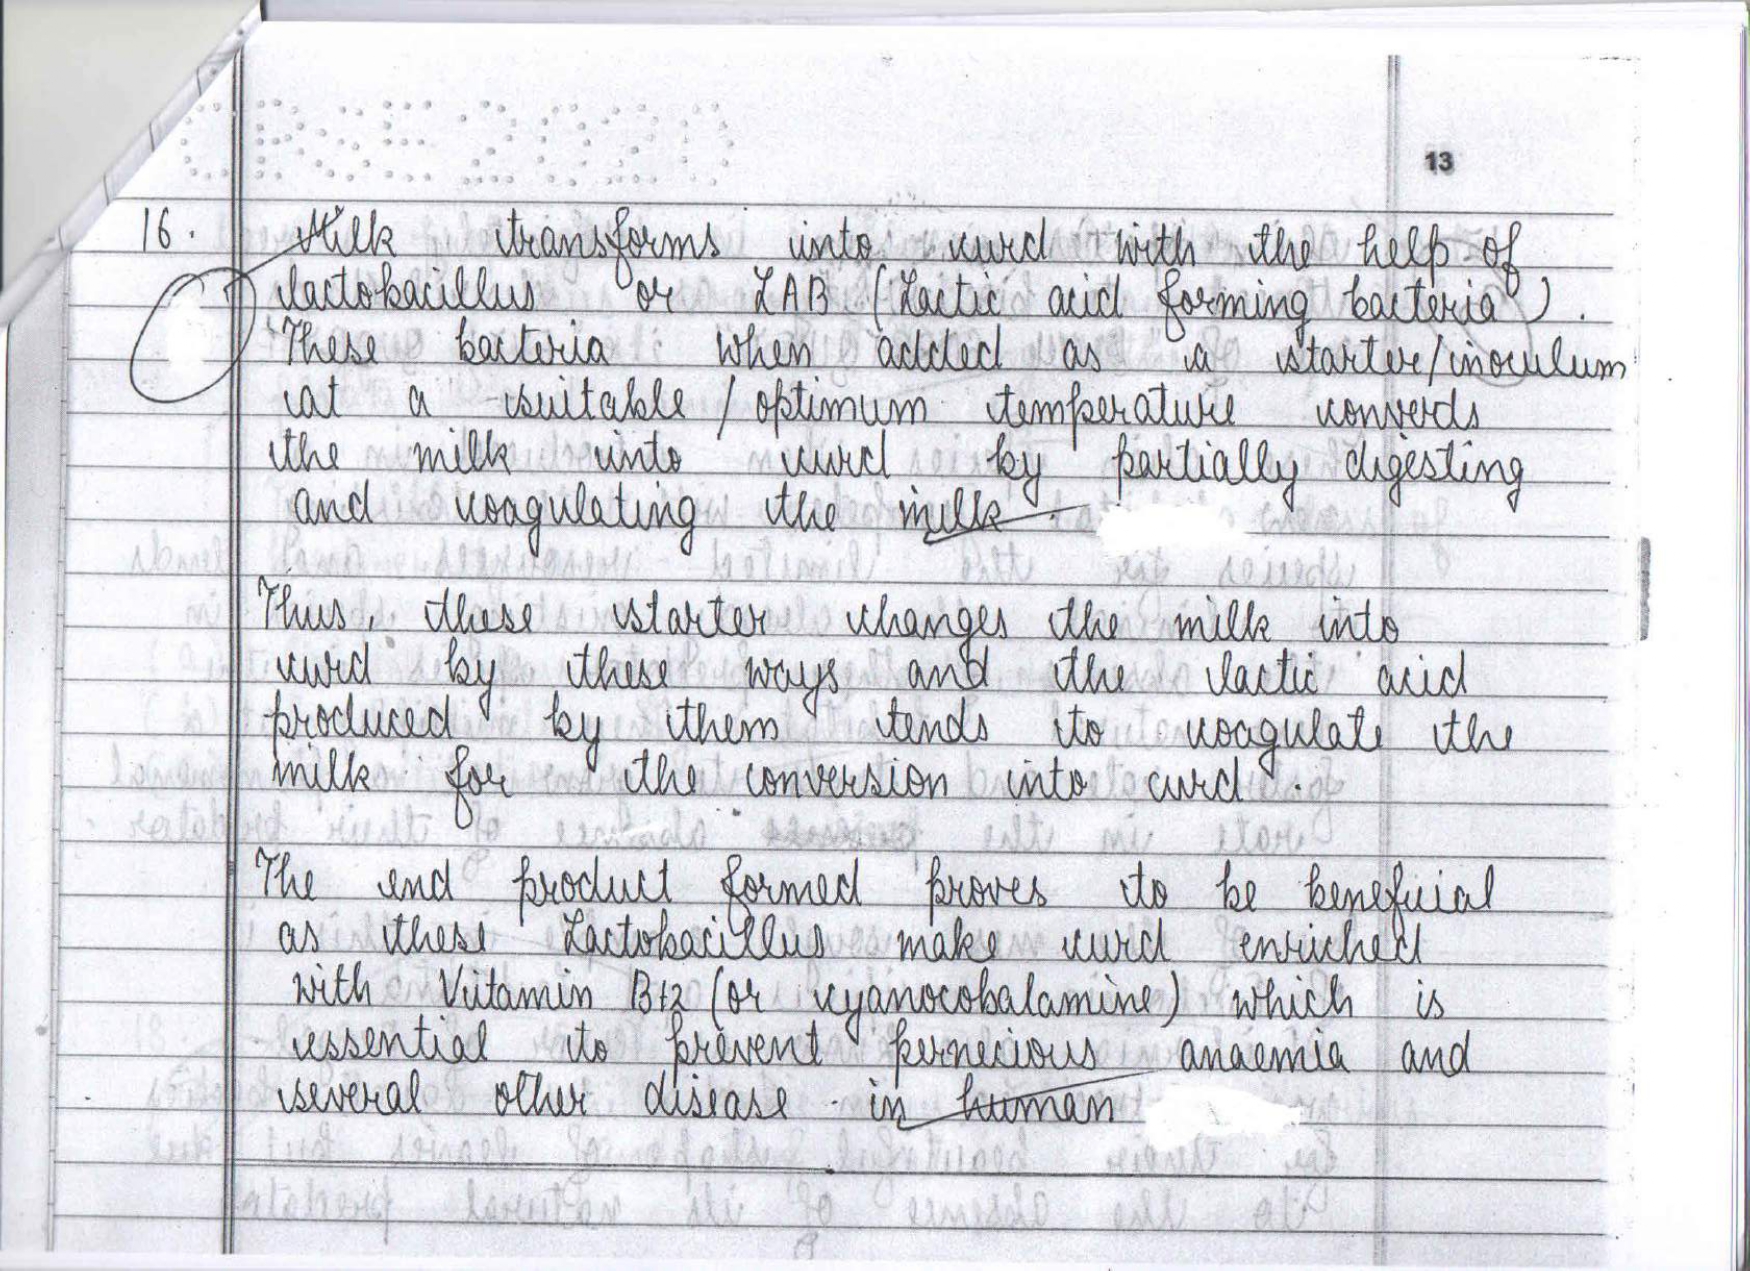 CBSE 2020
13
16. Milk transforms into curd with the help of
lactobacillus or LAB (Lactic acid forming bacteria).
These bacteria when added as a starter/inoculum
at a suitable / optimum temperature converds
the milk into curd by partially digesting
and coagulating the milk.
Thus, these starter changes the milk into
curd by these ways and the lactic acid
produced by them tends to coagulate the
milk for the conversion into curd.
The end product formed proves to be beneficial
as these Lactobacillus make curd enriched
with Vitamin B12 (or cyanocobalamine) which is
essential to prevent pernecious anaemia and
several other disease in human